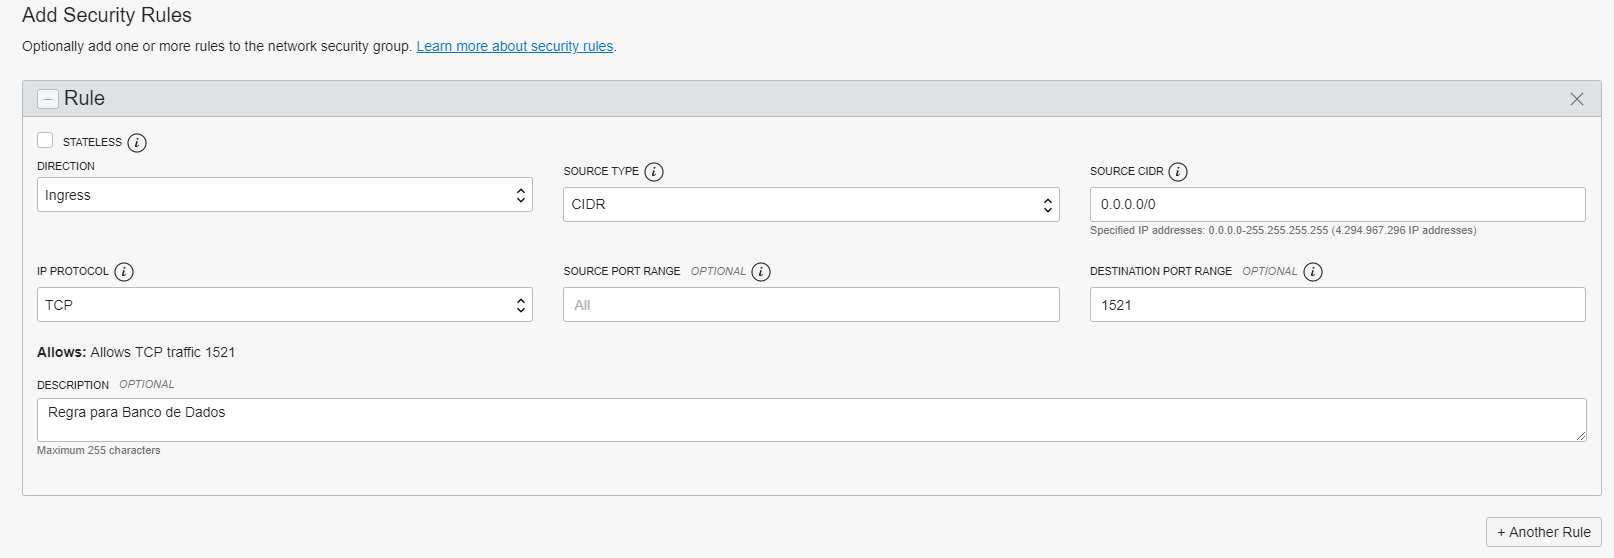 Add Security Rules
Optionally add one or more rules to the network security group. Learn more about security rules.
Rule
STATELESS
DIRECTION
Ingress
SOURCE TYPE
CIDR
SOURCE CIDR
0.0.0.0/0
Specified IP addresses: 0.0.0.0-255.255.255.255 (4.294.967.296 IP addresses)
IP PROTOCOL
TCP
SOURCE PORT RANGE OPTIONAL
All
DESTINATION PORT RANGE OPTIONAL
1521
Allows: Allows TCP traffic 1521
DESCRIPTION OPTIONAL
Regra para Banco de Dados
Maximum 255 characters
+ Another Rule